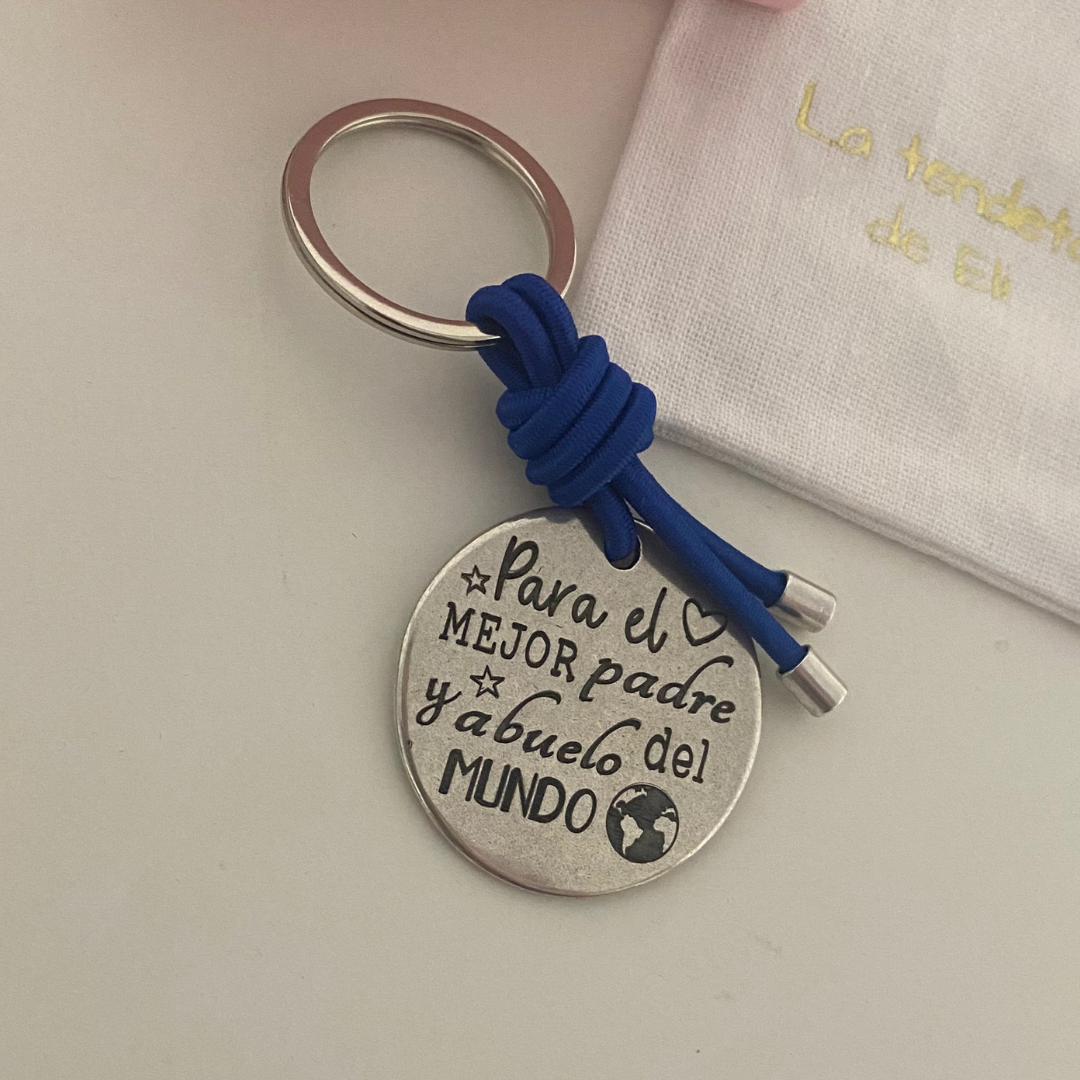 Para el
MEJOR padre
y abuelo del
MUNDO
La tendeta
de Eli